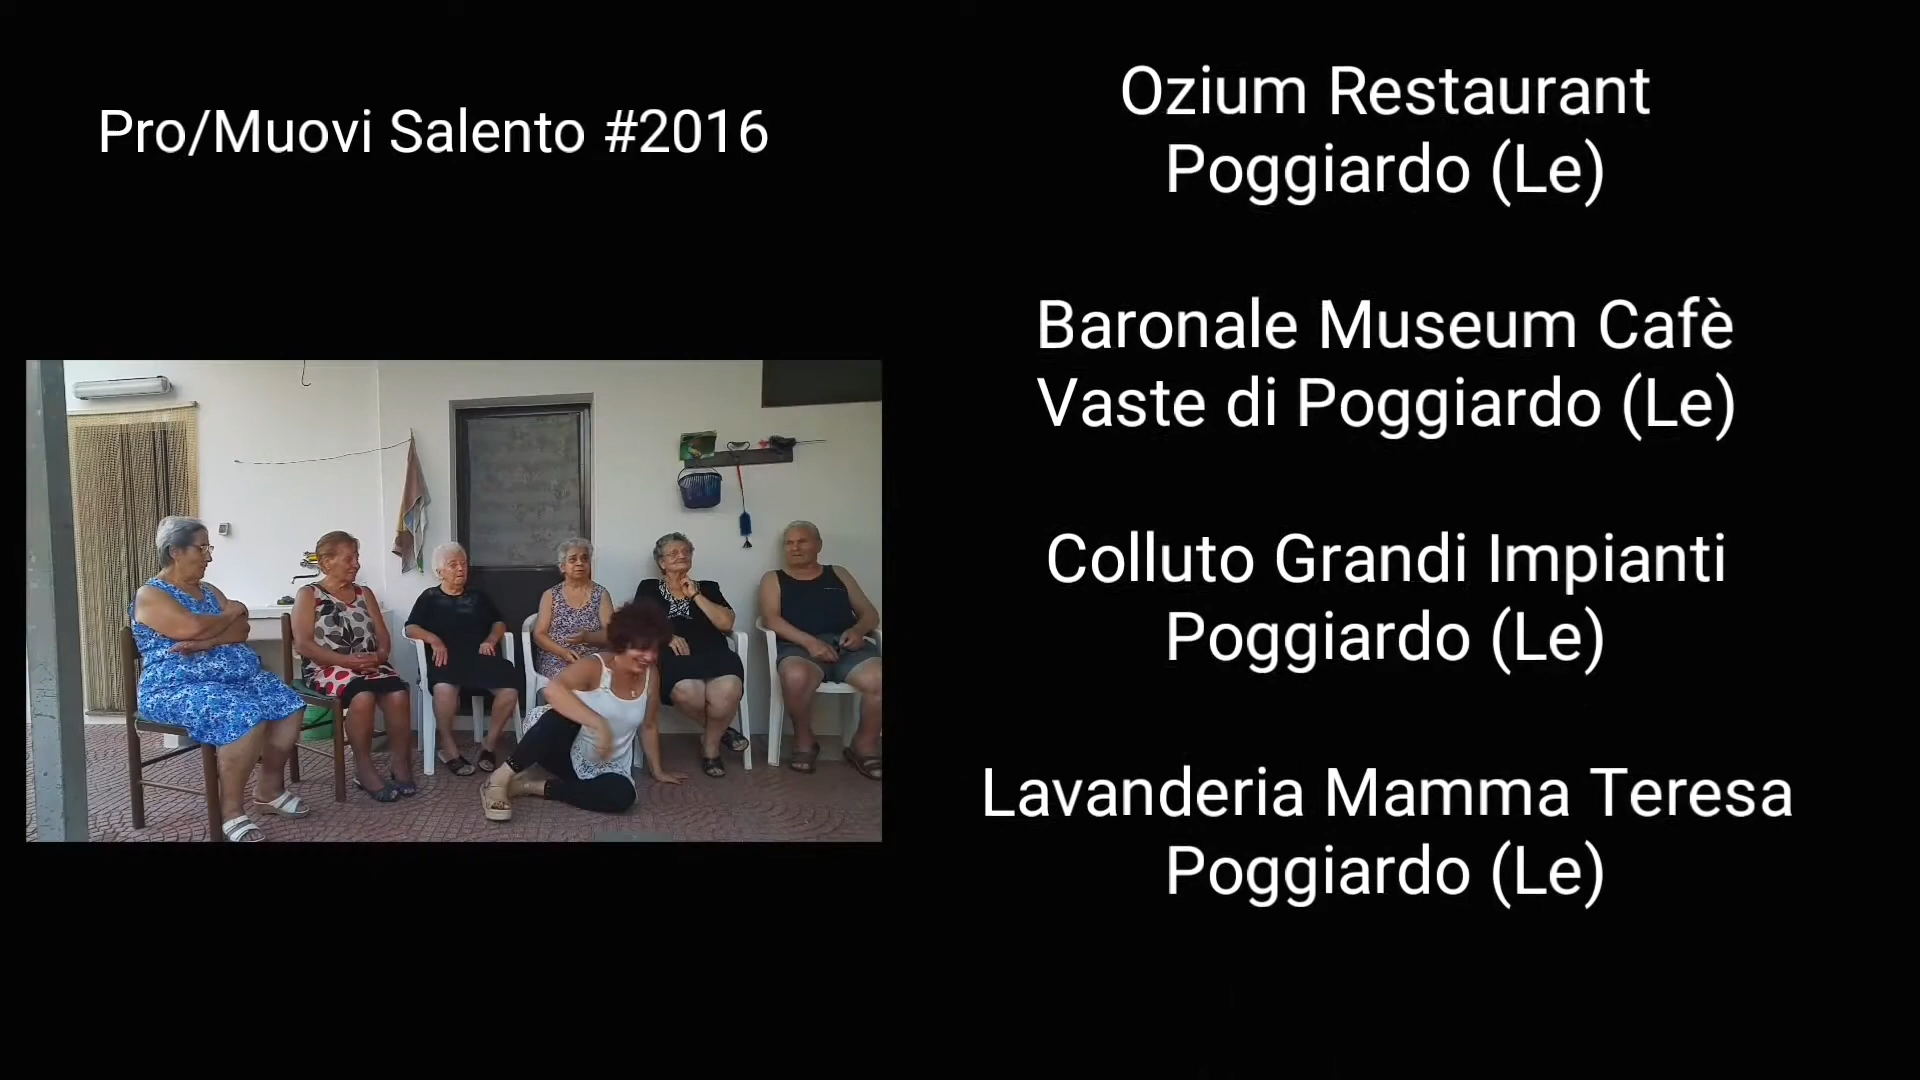 Pro/Muovi Salento #2016
Ozium Restaurant
Poggiardo (Le)
Baronale Museum Cafè
Vaste di Poggiardo (Le)
Colluto Grandi Impianti
Poggiardo (Le)
Lavanderia Mamma Teresa
Poggiardo (Le)